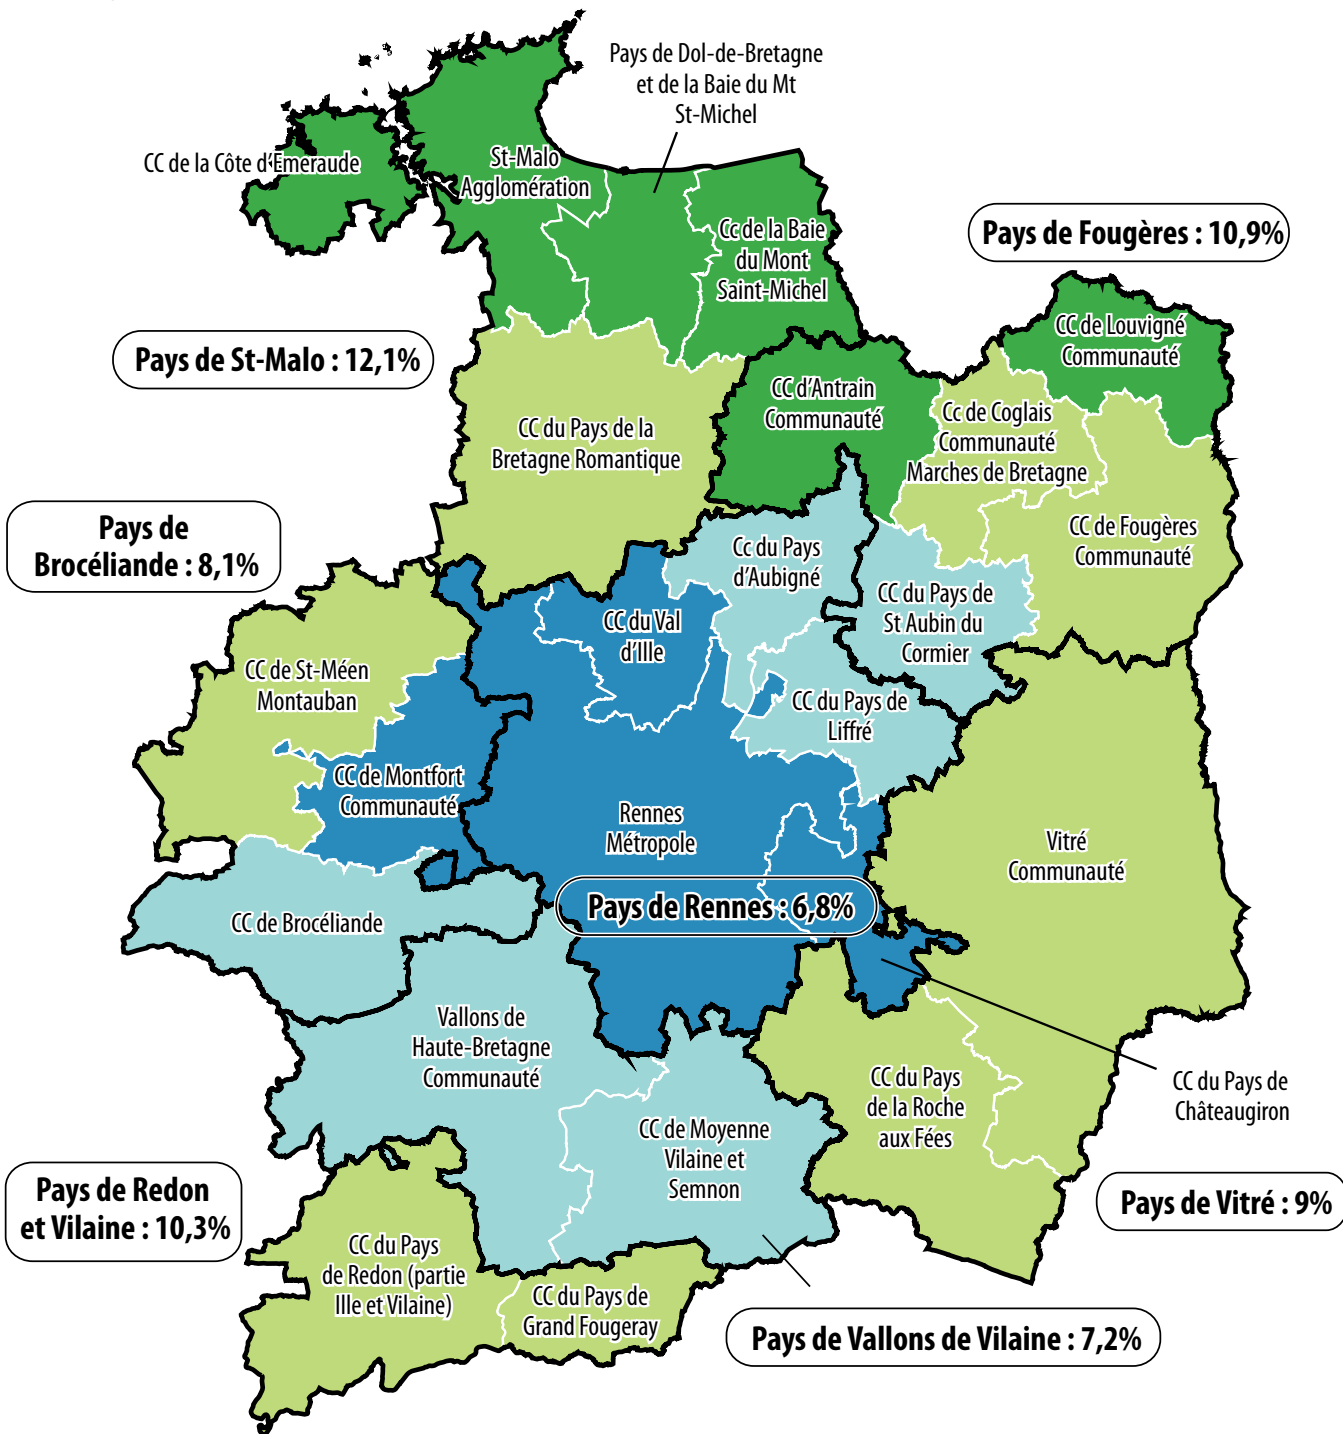 Pays de Dol-de-Bretagne
et de la Baie du Mt
St-Michel
CC de la Côte d'Emeraude
St-Malo
Agglomération
Cc de la Baie
du Mont
Saint-Michel
Pays de Fougères : 10,9%
CC de Louvigné
Communauté
Pays de St-Malo : 12,1%
CC d'Antrain
Communauté
Cc de Coglais
Communauté
Marches de Bretagne
CC du Pays de la
Bretagne Romantique
CC de Fougères
Communauté
Pays de
Brocéliande : 8,1%
Cc du Pays
d'Aubigné
CC du Pays de
St Aubin du
Cormier
CC du Val
d'Ille
CC de St-Méen
Montauban
CC du Pays de
Liffré
CC de Montfort
Communauté
Rennes
Métropole
Vitré
Communauté
Pays de Rennes : 6,8%
CC de Brocéliande
Vallons de
Haute-Bretagne
Communauté
CC du Pays
de la Roche
aux Fées
CC du Pays de
Châteaugiron
CC de Moyenne
Vilaine et
Semnon
Pays de Redon
et Vilaine : 10,3%
Pays de Vitré : 9%
CC du Pays
de Redon (partie
Ille et Vilaine)
CC du Pays de
Grand Fougeray
Pays de Vallons de Vilaine : 7,2%